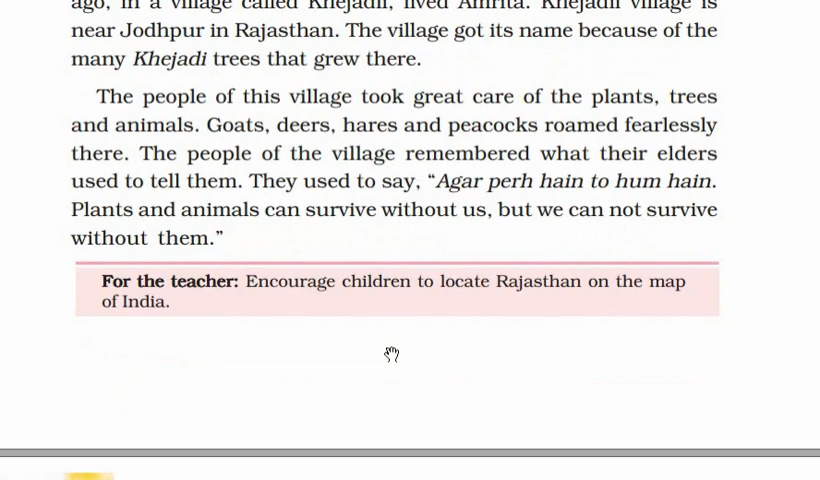 ago, in a village called Khejadli, lived Amrita. Khejadli village is
near Jodhpur in Rajasthan. The village got its name because of the
many Khejadi trees that grew there.
The people of this village took great care of the plants, trees
and animals. Goats, deers, hares and peacocks roamed fearlessly
there. The people of the village remembered what their elders
used to tell them. They used to say, “Agar perh hain to hum hain.
Plants and animals can survive without us, but we can not survive
without them.”
For the teacher: Encourage children to locate Rajasthan on the map
of India.